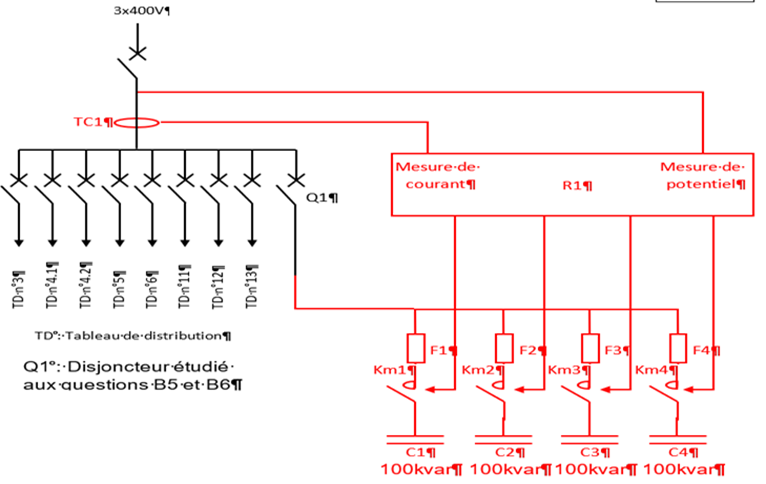 3x400V¶
TC1¶
Mesure·de·
courant¶
R1¶
Mesure·de·
potentiel¶
Q1¶
TD·n°3¶
TD·n°4.1¶
TD·n°4.2¶
TD·n°5¶
TD·n°6¶
TD·n°11¶
TD·n°12¶
TD·n°13¶
TD°:·Tableau·de·distribution¶
Q1°:·Disjoncteur·étudié·
aux·questions·B5·et·B6¶
F1¶
F2¶
F3¶
F4¶
Km1¶
Km2¶
Km3¶
Km4¶
C1¶
C2¶
C3¶
C4¶
100kvar¶
100kvar¶
100kvar¶
100kvar¶